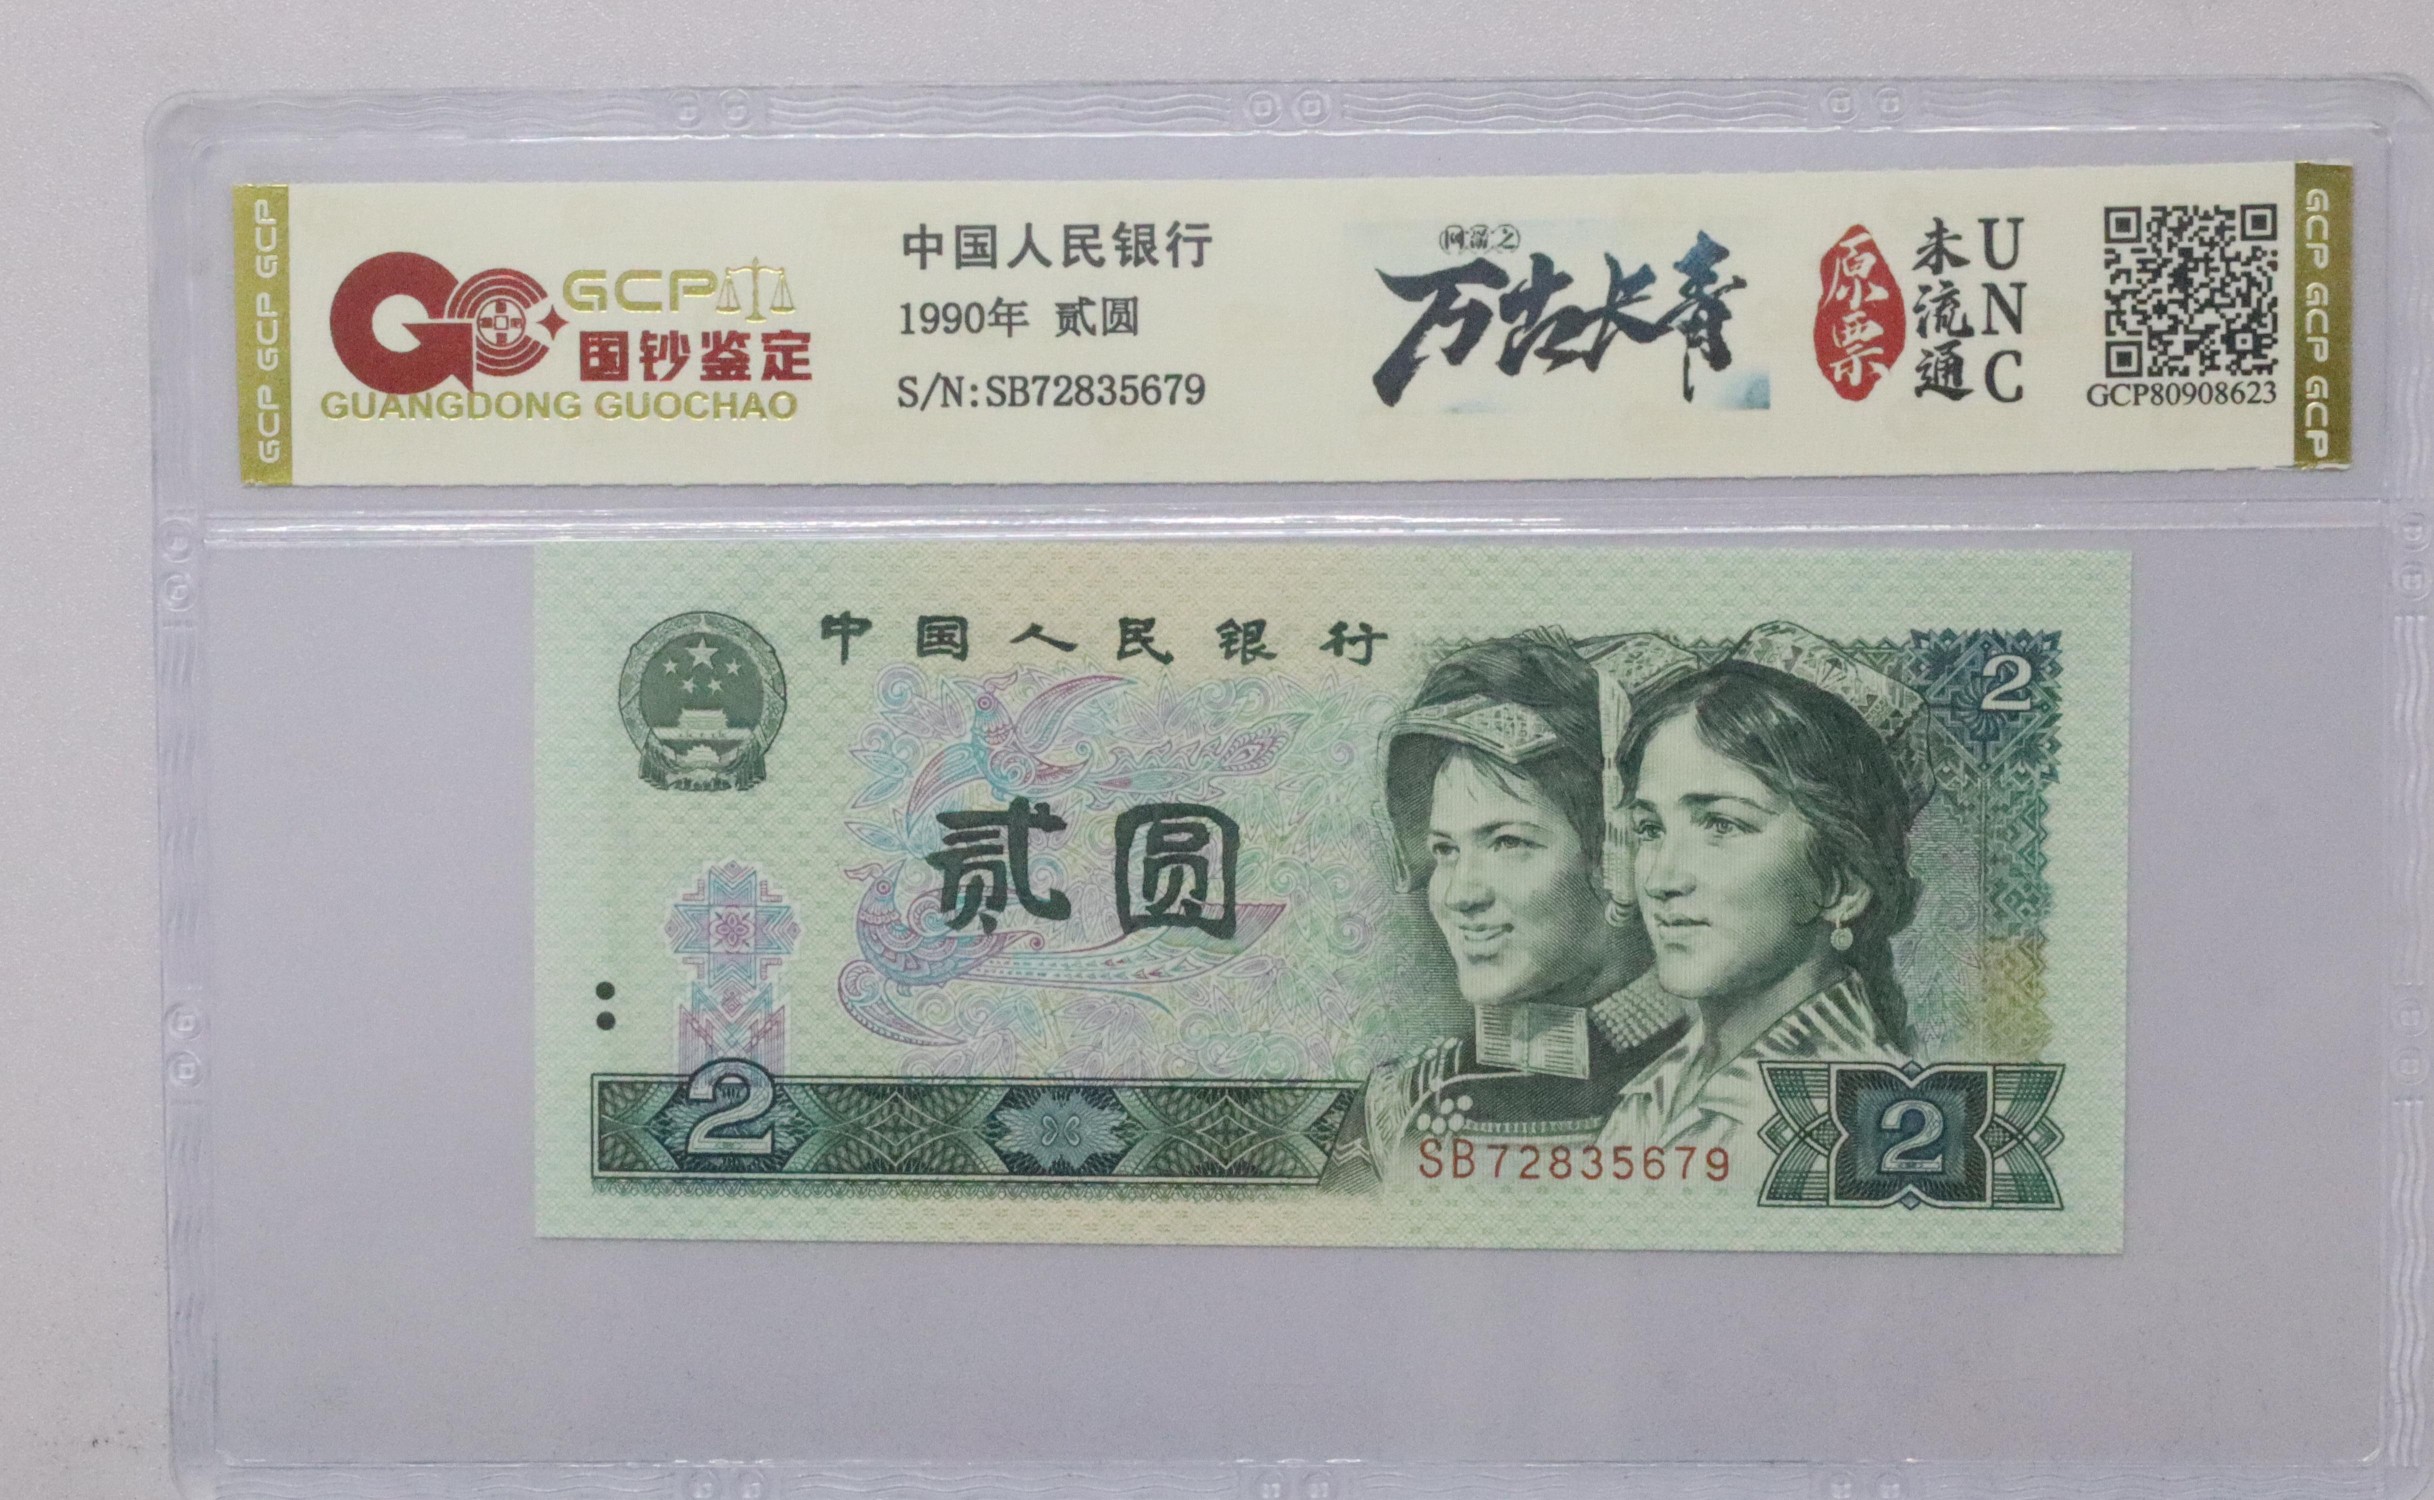 GCP GCP GCP
GCP
国钞鉴定
GUANGDONG GUOCHAO
中国人民银行
1990年 贰圆
S/N:SB72835679
万古长青
原票
未流通
UNC
GCP80908623
GCP GCP GCP
中国人民银行
2
贰圆
2
SB72835679
2